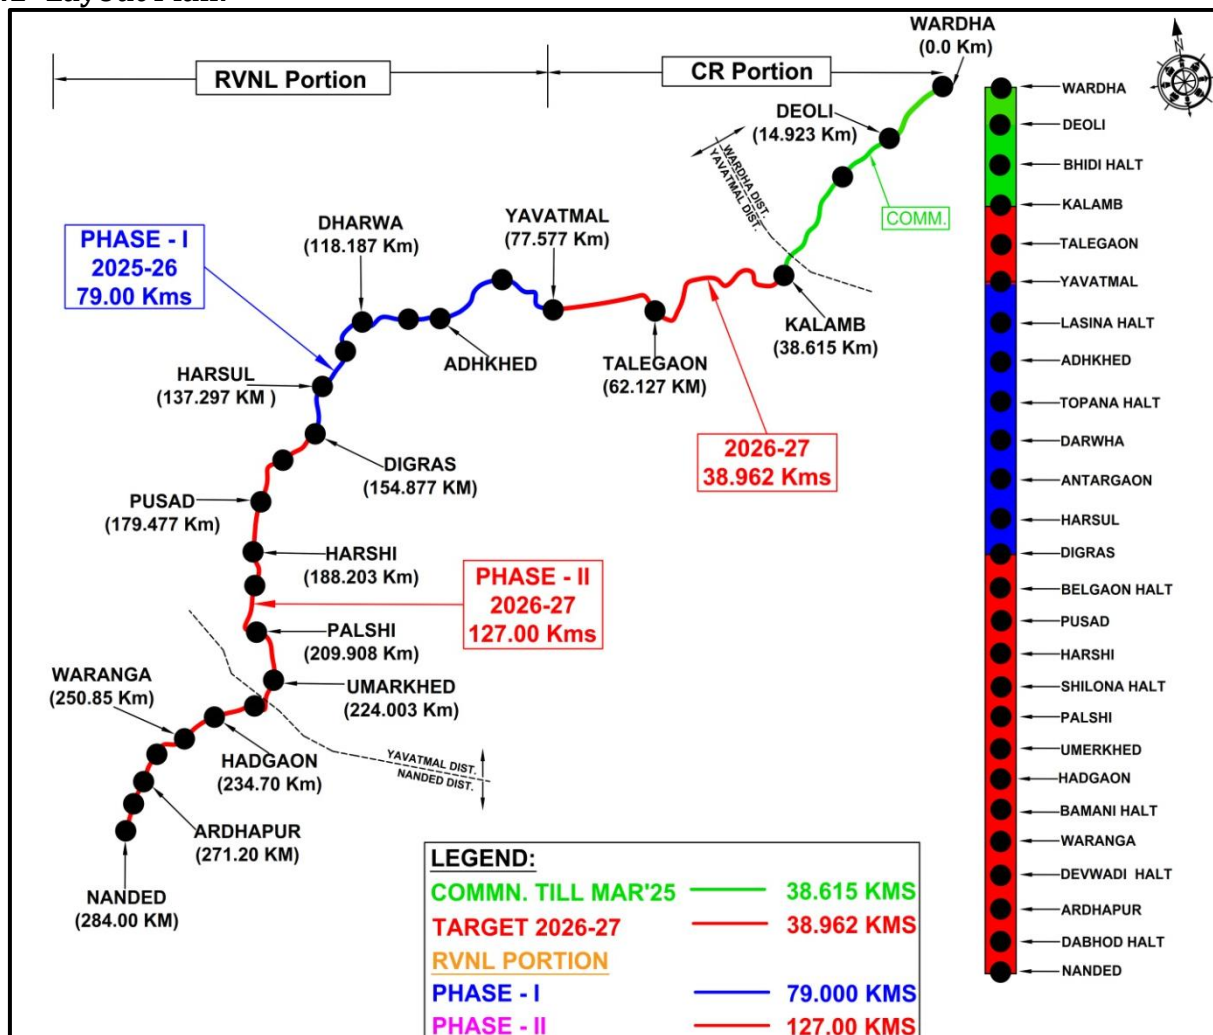 RVNL Portion
CR Portion
WARDHA
(0.0 Km)
N
DEOLI
(14.923 Km)
WARDHA DIST.
YAVATMAL DIST.
COMM.
PHASE - I
2025-26
79.00 Kms
DHARWA
(118.187 Km)
YAVATMAL
(77.577 Km)
KALAMB
(38.615 Km)
ADHKHED
TALEGAON
(62.127 KM)
HARSUL
(137.297 KM )
2026-27
38.962 Kms
DIGRAS
(154.877 KM)
PUSAD
(179.477 Km)
HARSHI
(188.203 Km)
PHASE - II
2026-27
127.00 Kms
PALSHI
(209.908 Km)
WARANGA
(250.85 Km)
UMARKHED
(224.003 Km)
HADGAON
(234.70 Km)
YAVATMAL DIST.
NANDED DIST.
ARDHAPUR
(271.20 KM)
NANDED
(284.00 KM)
LEGEND:
COMMN. TILL MAR'25 38.615 KMS
TARGET 2026-27 38.962 KMS
RVNL PORTION
PHASE - I 79.000 KMS
PHASE - II 127.00 KMS
WARDHA
DEOLI
BHIDI HALT
KALAMB
TALEGAON
YAVATMAL
LASINA HALT
ADHKHED
TOPANA HALT
DARWHA
ANTARGAON
HARSUL
DIGRAS
BELGAON HALT
PUSAD
HARSHI
SHILONA HALT
PALSHI
UMERKHED
HADGAON
BAMANI HALT
WARANGA
DEVWADI HALT
ARDHAPUR
DABHOD HALT
NANDED